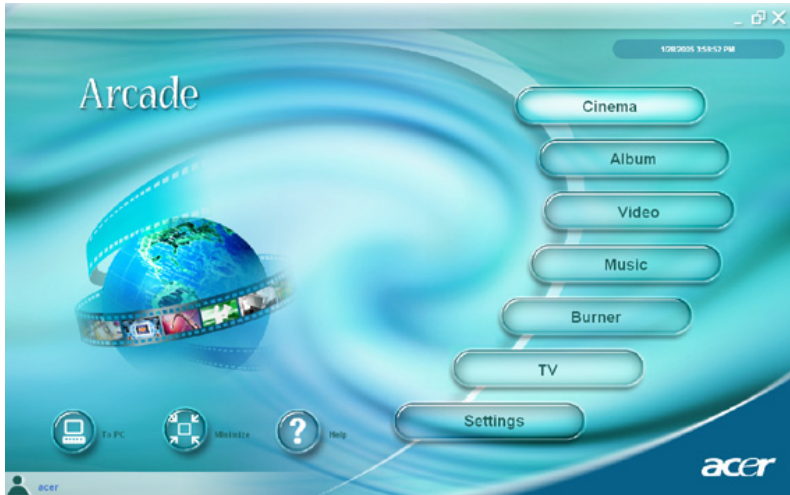 1/28/2005 3:59:52 PM
Arcade
Cinema
Album
Video
Music
Burner
TV
Settings
To PC
Minimize
Help
acer
acer